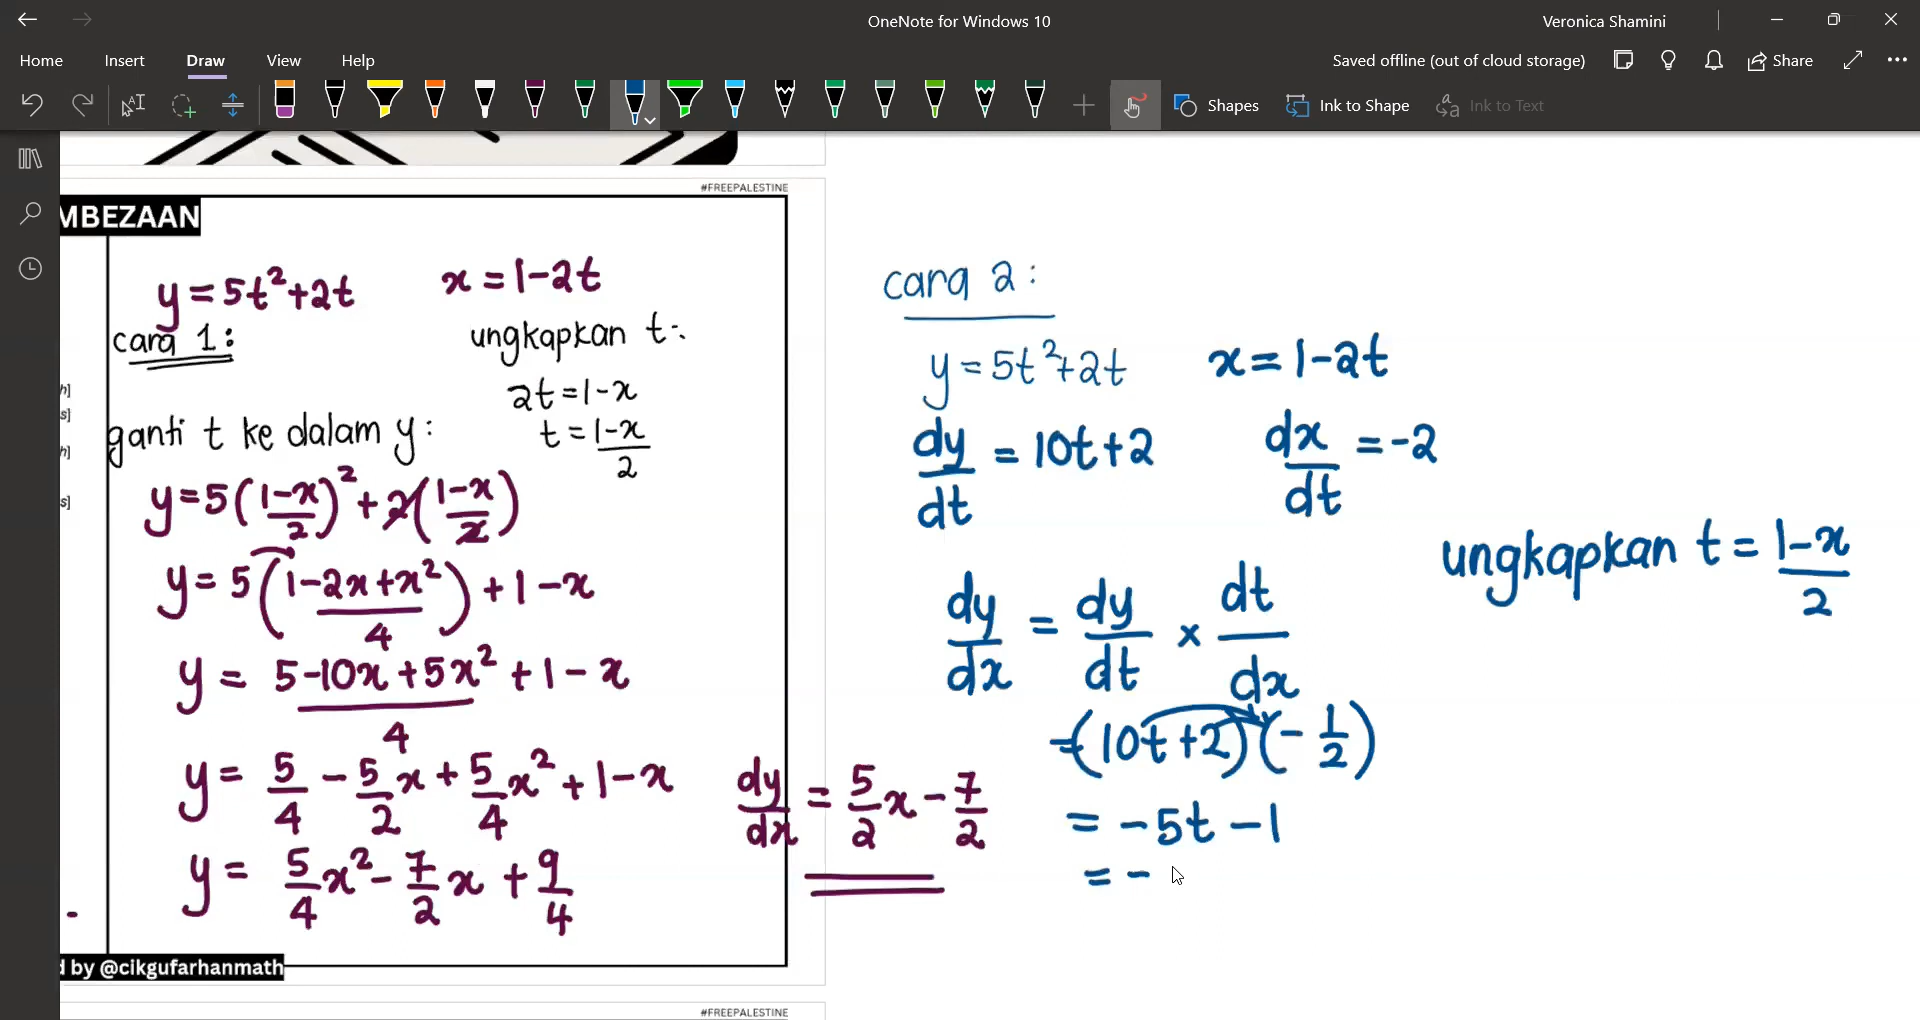 OneNote for Windows 10
Veronica Shamini
Home Insert Draw View Help
Saved offline (out of cloud storage) Share
Shapes Ink to Shape Ink to Text
#FREEPALESTINE
MBEZAAN
y = 5t² + 2t x = 1 - 2t
cara 1:
ungkapkan t:
2t = 1 - x
t = (1 - x)/2
h]
s]
h]
s]
ganti t ke dalam y:
y = 5((1-x)/2)² + 2((1-x)/2)
y = 5((1 - 2x + x²)/4) + 1 - x
y = (5 - 10x + 5x²)/4 + 1 - x
y = 5/4 - 5/2 x + 5/4 x² + 1 - x
y = 5/4 x² - 7/2 x + 9/4
dy/dx = 5/2 x - 7/2
d by @cikgufarhanmath
#FREEPALESTINE
cara 2:
y = 5t² + 2t x = 1 - 2t
dy/dt = 10t + 2 dx/dt = -2
ungkapkan t = (1 - x)/2
dy/dx = dy/dt × dt/dx
= (10t + 2)(- 1/2)
= -5t - 1
= -